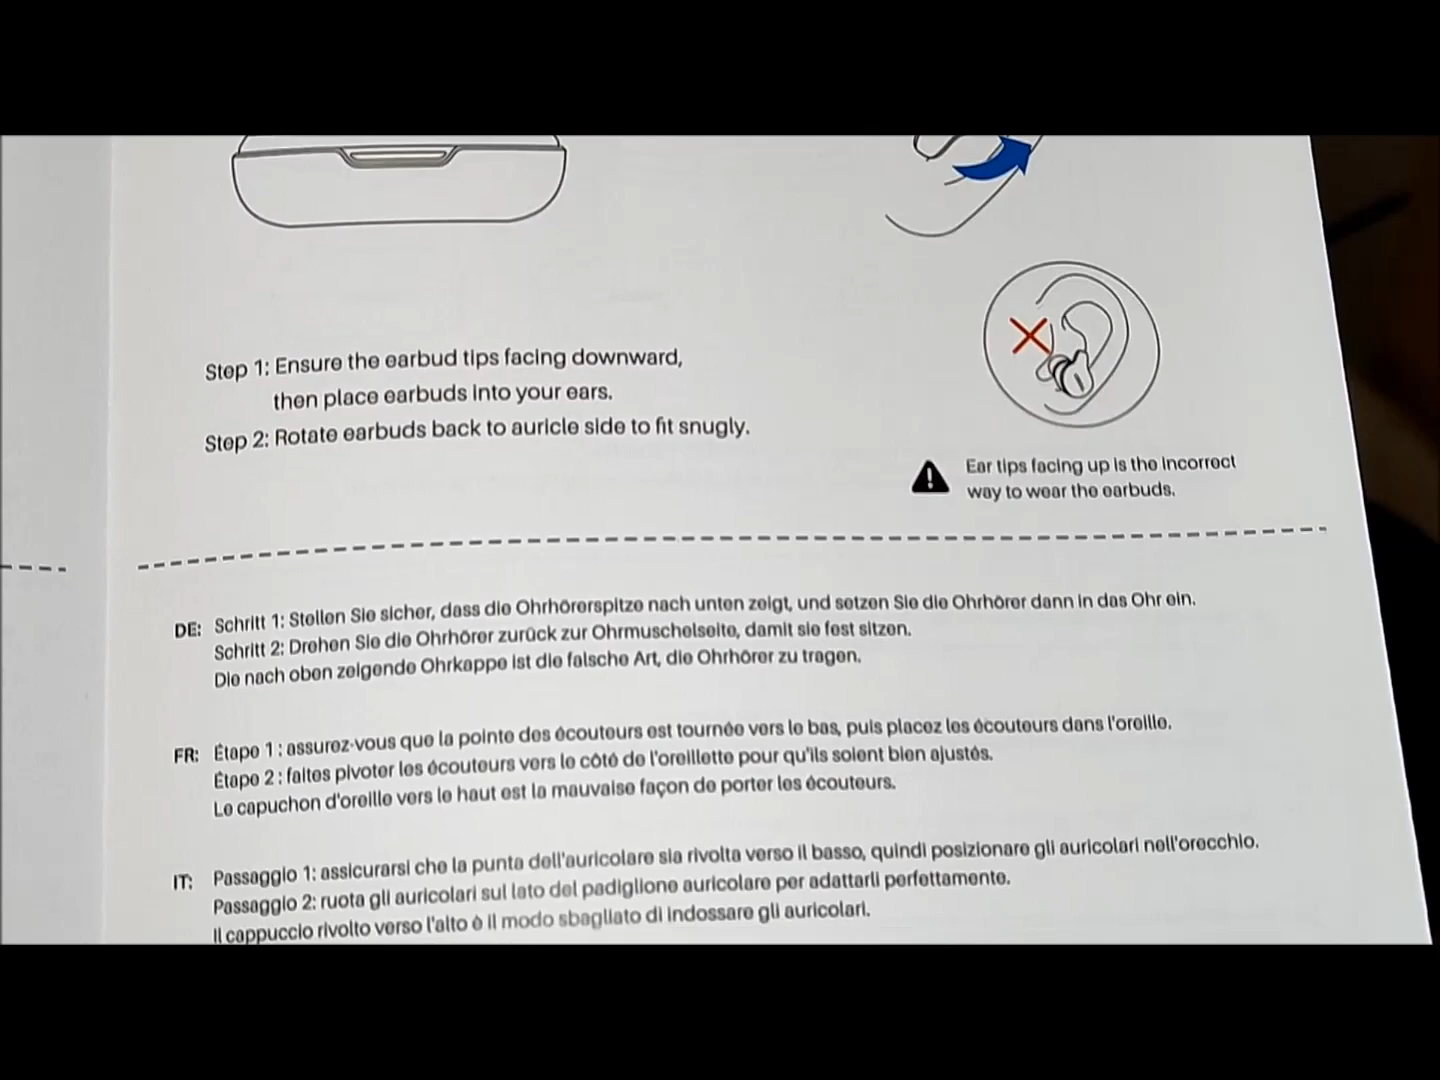 Step 1: Ensure the earbud tips facing downward,
then place earbuds into your ears.
Step 2: Rotate earbuds back to auricle side to fit snugly.
Ear tips facing up is the incorrect
way to wear the earbuds.
DE: Schritt 1: Stellen Sie sicher, dass die Ohrhörerspitze nach unten zeigt, und setzen Sie die Ohrhörer dann in das Ohr ein.
Schritt 2: Drehen Sie die Ohrhörer zurück zur Ohrmuschelseite, damit sie fest sitzen.
Die nach oben zeigende Ohrkappe ist die falsche Art, die Ohrhörer zu tragen.
FR: Étape 1 : assurez-vous que la pointe des écouteurs est tournée vers le bas, puis placez les écouteurs dans l'oreille.
Étape 2 : faites pivoter les écouteurs vers le côté de l'oreillette pour qu'ils soient bien ajustés.
Le capuchon d'oreille vers le haut est la mauvaise façon de porter les écouteurs.
IT: Passaggio 1: assicurarsi che la punta dell'auricolare sia rivolta verso il basso, quindi posizionare gli auricolari nell'orecchio.
Passaggio 2: ruota gli auricolari sul lato del padiglione auricolare per adattarli perfettamente.
Il cappuccio rivolto verso l'alto è il modo sbagliato di indossare gli auricolari.